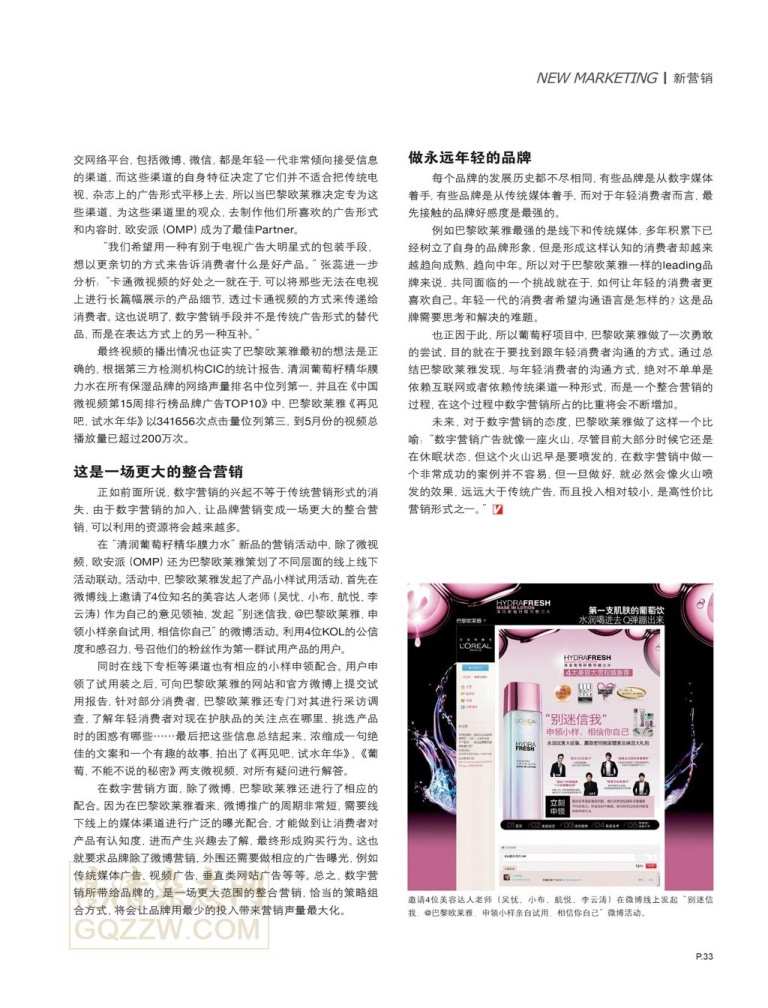 NEW MARKETING | 新营销
交网络平台, 包括微博、微信, 都是年轻一代非常倾向接受信息
的渠道, 而这些渠道的自身特征决定了它们并不适合把传统电
视、杂志上的广告形式平移上去, 所以当巴黎欧莱雅决定专为这
些渠道、为这些渠道里的观众, 去制作他们所喜欢的广告形式
和内容时, 欧安派（OMP）成为了最佳Partner。
“我们希望用一种有别于电视广告大明星式的包装手段,
想以更亲切的方式来告诉消费者什么是好产品。”张蕊进一步
分析:“卡通微视频的好处之一就在于, 可以将那些无法在电视
上进行长篇幅展示的产品细节, 透过卡通视频的方式来传递给
消费者。这也说明了, 数字营销手段并不是传统广告形式的替代
品, 而是在表达方式上的另一种互补。”
最终视频的播出情况也证实了巴黎欧莱雅最初的想法是正
确的, 根据第三方检测机构CIC的统计报告, 清润葡萄籽精华膜
力水在所有保湿品牌的网络声量排名中位列第一, 并且在《中国
微视频第15周排行榜品牌广告TOP10》中, 巴黎欧莱雅《再见
吧, 试水年华》以341656次点击量位列第三, 到5月份的视频总
播放量已超过200万次。
这是一场更大的整合营销
正如前面所说, 数字营销的兴起不等于传统营销形式的消
失, 由于数字营销的加入, 让品牌营销变成一场更大的整合营
销, 可以利用的资源将会越来越多。
在“清润葡萄籽精华膜力水”新品的营销活动中, 除了微视
频, 欧安派（OMP）还为巴黎欧莱雅策划了不同层面的线上线下
活动联动。活动中, 巴黎欧莱雅发起了产品小样试用活动, 首先在
微博线上邀请了4位知名的美容达人老师（吴忧、小布、航悦、李
云涛）作为自己的意见领袖, 发起“别迷信我, @巴黎欧莱雅, 申
领小样亲自试用, 相信你自己”的微博活动。利用4位KOL的公信
度和感召力, 号召他们的粉丝作为第一群试用产品的用户。
同时在线下专柜等渠道也有相应的小样申领配合。用户申
领了试用装之后, 可向巴黎欧莱雅的网站和官方微博上提交试
用报告, 针对部分消费者, 巴黎欧莱雅还专门对其进行采访调
查, 了解年轻消费者对现在护肤品的关注点在哪里, 挑选产品
时的困惑有哪些……最后把这些信息总结起来, 浓缩成一句绝
佳的文案和一个有趣的故事, 拍出了《再见吧, 试水年华》、《葡
萄, 不能不说的秘密》两支微视频, 对所有疑问进行解答。
在数字营销方面, 除了微博, 巴黎欧莱雅还进行了相应的
配合。因为在巴黎欧莱雅看来, 微博推广的周期非常短, 需要线
下线上的媒体渠道进行广泛的曝光配合, 才能做到让消费者对
产品有认知度, 进而产生兴趣去了解, 最终形成购买行为。这也
就要求品牌除了微博营销, 外围还需要做相应的广告曝光, 例如
传统媒体广告、视频广告、垂直类网站广告等等。总之, 数字营
销所带给品牌的, 是一场更大范围的整合营销, 恰当的策略组
合方式, 将会让品牌用最少的投入带来营销声量最大化。
GQZZW.COM
做永远年轻的品牌
每个品牌的发展历史都不尽相同, 有些品牌是从数字媒体
着手, 有些品牌是从传统媒体着手, 而对于年轻消费者而言, 最
先接触的品牌好感度是最强的。
例如巴黎欧莱雅最强的是线下和传统媒体, 多年积累下已
经树立了自身的品牌形象, 但是形成这样认知的消费者却越来
越趋向成熟, 趋向中年。所以对于巴黎欧莱雅一样的leading品
牌来说, 共同面临的一个挑战就在于, 如何让年轻的消费者更
喜欢自己。年轻一代的消费者希望沟通语言是怎样的？这是品
牌需要思考和解决的难题。
也正因于此, 所以葡萄籽项目中, 巴黎欧莱雅做了一次勇敢
的尝试, 目的就在于要找到跟年轻消费者沟通的方式。通过总
结巴黎欧莱雅发现, 与年轻消费者的沟通方式, 绝对不单单是
依赖互联网或者依赖传统渠道一种形式, 而是一个整合营销的
过程, 在这个过程中数字营销所占的比重将会不断增加。
未来, 对于数字营销的态度, 巴黎欧莱雅做了这样一个比
喻:“数字营销广告就像一座火山, 尽管目前大部分时候它还是
在休眠状态, 但这个火山迟早是要喷发的, 在数字营销中做一
个非常成功的案例并不容易, 但一旦做好, 就必然会像火山喷
发的效果, 远远大于传统广告, 而且投入相对较小, 是高性价比
营销形式之一。”
HYDRAFRESH
MASK IN LOTION
第一支肌肤的葡萄饮
水润喝进去 Q弹蹦出来
巴黎欧莱雅
L'ORÉAL
HYDRAFRESH
“别迷信我”
申领小样, 相信你自己
HYDRA
FRESH
立刻
申领
邀请4位美容达人老师（吴忧、小布、航悦、李云涛）在微博线上发起“别迷信
我, @巴黎欧莱雅, 申领小样亲自试用, 相信你自己”微博活动。
P.33